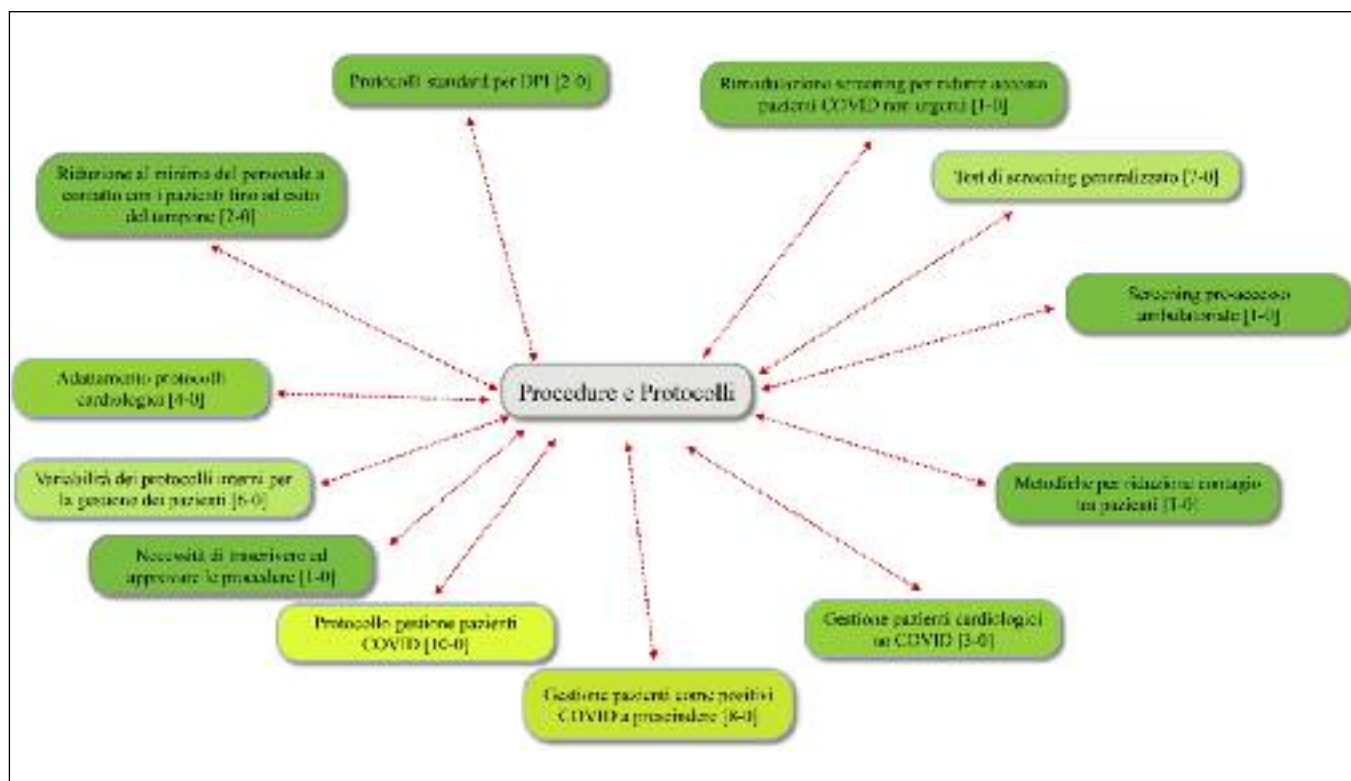 Protocolli standard per DPI [2-0]
Rimodulazione screening per ridurre accesso
pazienti COVID non urgenti [1-0]
Test di screening generalizzato [7-0]
Riduzione al minimo del personale a
contatto con i pazienti fino ad esito
del tampone [2-0]
Screening pre-accesso
ambulatoriale [1-0]
Procedure e Protocolli
Adattamento protocolli
cardiologici [4-0]
Variabilità dei protocolli interni per
la gestione dei pazienti [6-0]
Metodiche per riduzione contagio
tra pazienti [1-0]
Necessità di trascrivere ed
approvare le procedere [1-0]
Protocollo gestione pazienti
COVID [10-0]
Gestione pazienti cardiologici
no COVID [3-0]
Gestione pazienti come positivi
COVID a prescindere [8-0]